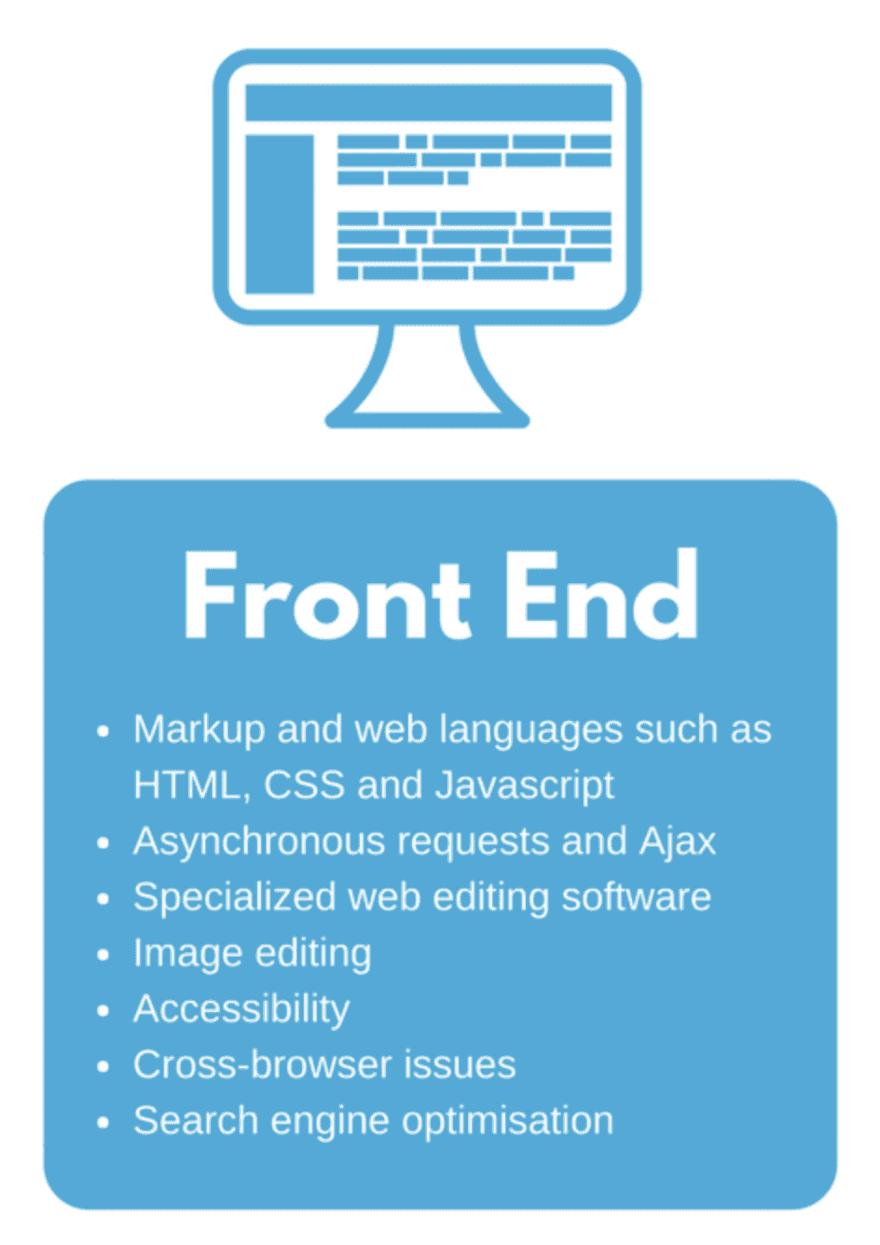 Front End
• Markup and web languages such as
HTML, CSS and Javascript
• Asynchronous requests and Ajax
• Specialized web editing software
• Image editing
• Accessibility
• Cross-browser issues
• Search engine optimisation